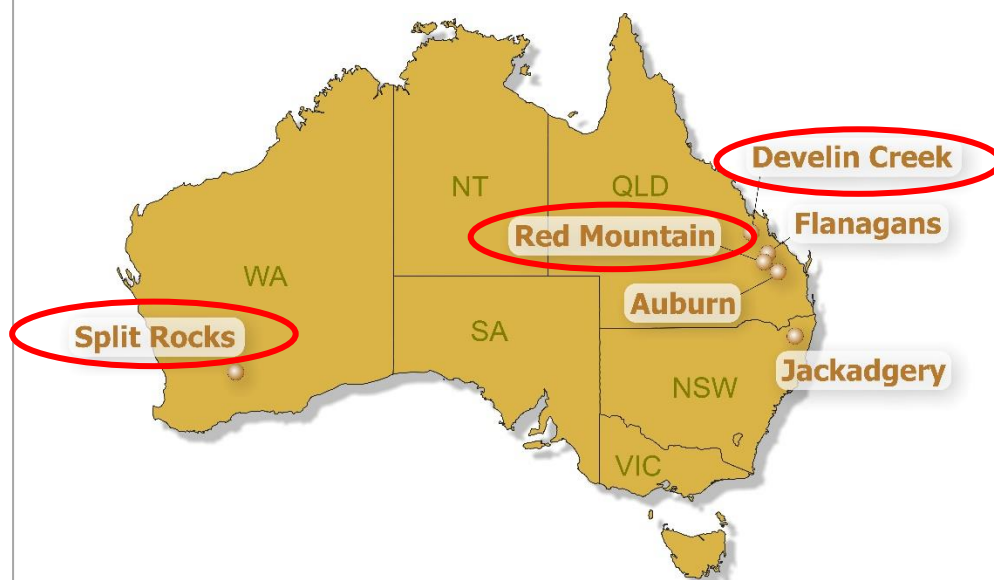 Develin Creek
NT
QLD
Flanagans
Red Mountain
WA
Auburn
Split Rocks
SA
Jackadgery
NSW
VIC